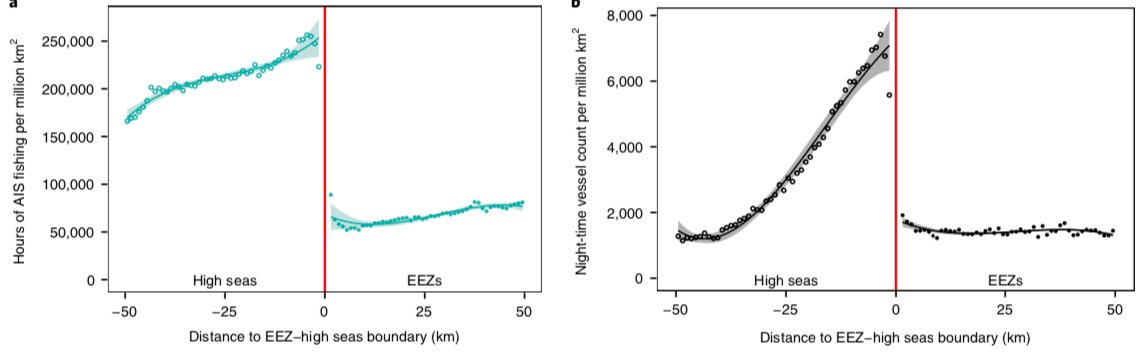 a
250,000
200,000
150,000
100,000
50,000
0
Hours of AIS fishing per million km²
High seas
EEZs
−50
−25
0
25
50
Distance to EEZ−high seas boundary (km)
b
8,000
6,000
4,000
2,000
0
Night-time vessel count per million km²
High seas
EEZs
−50
−25
0
25
50
Distance to EEZ−high seas boundary (km)